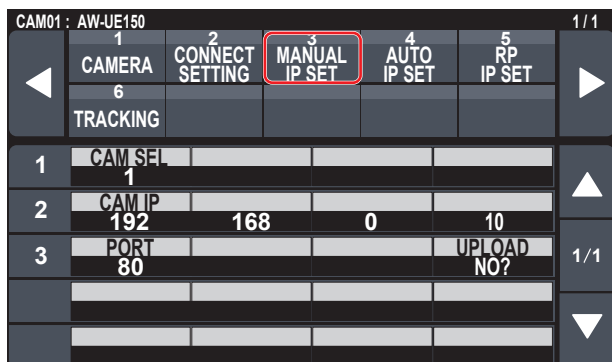 CAM01 : AW-UE150 1 / 1
1 2 3 4 5
CAMERA CONNECT SETTING MANUAL IP SET AUTO IP SET RP IP SET
6
TRACKING
1 CAM SEL
1
2 CAM IP
192 168 0 10
3 PORT UPLOAD
80 NO?
1/1